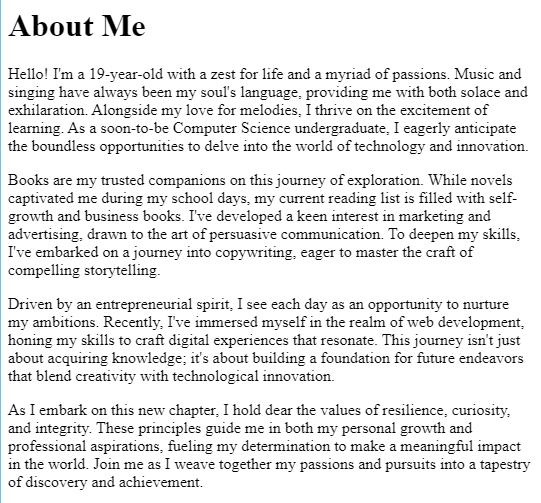 About Me
Hello! I'm a 19-year-old with a zest for life and a myriad of passions. Music and
singing have always been my soul's language, providing me with both solace and
exhilaration. Alongside my love for melodies, I thrive on the excitement of
learning. As a soon-to-be Computer Science undergraduate, I eagerly anticipate
the boundless opportunities to delve into the world of technology and innovation.
Books are my trusted companions on this journey of exploration. While novels
captivated me during my school days, my current reading list is filled with self-
growth and business books. I've developed a keen interest in marketing and
advertising, drawn to the art of persuasive communication. To deepen my skills,
I've embarked on a journey into copywriting, eager to master the craft of
compelling storytelling.
Driven by an entrepreneurial spirit, I see each day as an opportunity to nurture
my ambitions. Recently, I've immersed myself in the realm of web development,
honing my skills to craft digital experiences that resonate. This journey isn't just
about acquiring knowledge; it's about building a foundation for future endeavors
that blend creativity with technological innovation.
As I embark on this new chapter, I hold dear the values of resilience, curiosity,
and integrity. These principles guide me in both my personal growth and
professional aspirations, fueling my determination to make a meaningful impact
in the world. Join me as I weave together my passions and pursuits into a tapestry
of discovery and achievement.